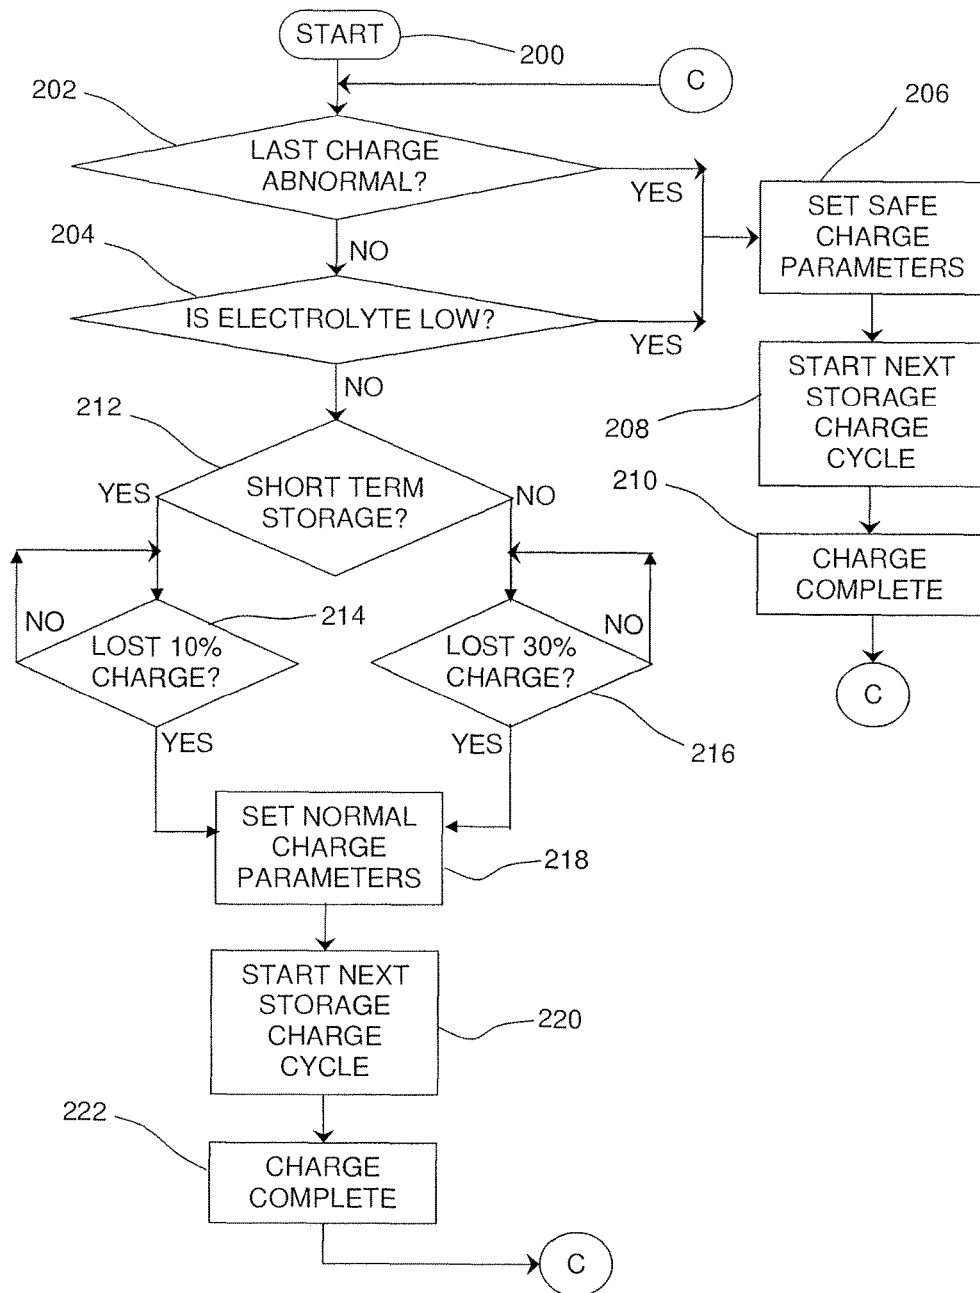 START
200
C
202
LAST CHARGE
ABNORMAL?
YES
206
SET SAFE
CHARGE
PARAMETERS
NO
204
IS ELECTROLYTE LOW?
YES
NO
START NEXT
STORAGE
CHARGE
CYCLE
208
212
YES
SHORT TERM
STORAGE?
NO
210
CHARGE
COMPLETE
C
NO
LOST 10%
CHARGE?
214
YES
LOST 30%
CHARGE?
NO
216
YES
SET NORMAL
CHARGE
PARAMETERS
218
START NEXT
STORAGE
CHARGE
CYCLE
220
222
CHARGE
COMPLETE
C